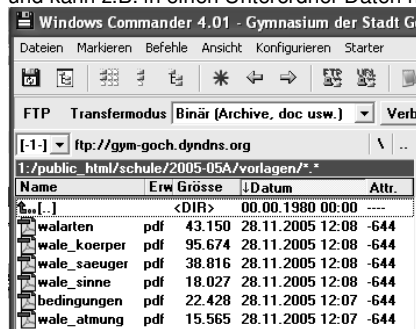 und kann z.B. in einen Unterordner Daten
Windows Commander 4.01 - Gymnasium der Stadt
Dateien Markieren Befehle Ansicht Konfigurieren Starter
FTP Transfermodus Binär (Archive, doc usw.) Verb
[-1-] ftp://gym-goch.dyndns.org \ ..
1:/public_html/schule/2005-05A/vorlagen/*.*
Name Erw Grösse ↓Datum Attr.
[..] <DIR> 00.00.1980 00:00 ----
walarten pdf 43.150 28.11.2005 12:08 -644
wale_koerper pdf 95.674 28.11.2005 12:08 -644
wale_saeuger pdf 38.816 28.11.2005 12:08 -644
wale_sinne pdf 18.027 28.11.2005 12:08 -644
bedingungen pdf 22.428 28.11.2005 12:07 -644
wale_atmung pdf 15.565 28.11.2005 12:07 -644